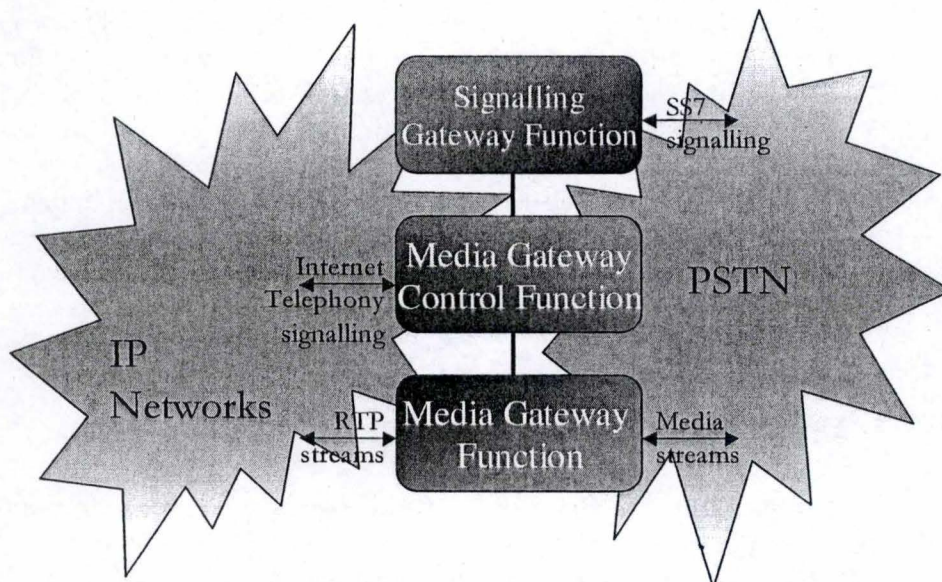 Signalling
Gateway Function
SS7
signalling
Media Gateway
Control Function
Internet
Telephony
signalling
PSTN
IP
Networks
Media Gateway
Function
RTP
streams
Media
streams